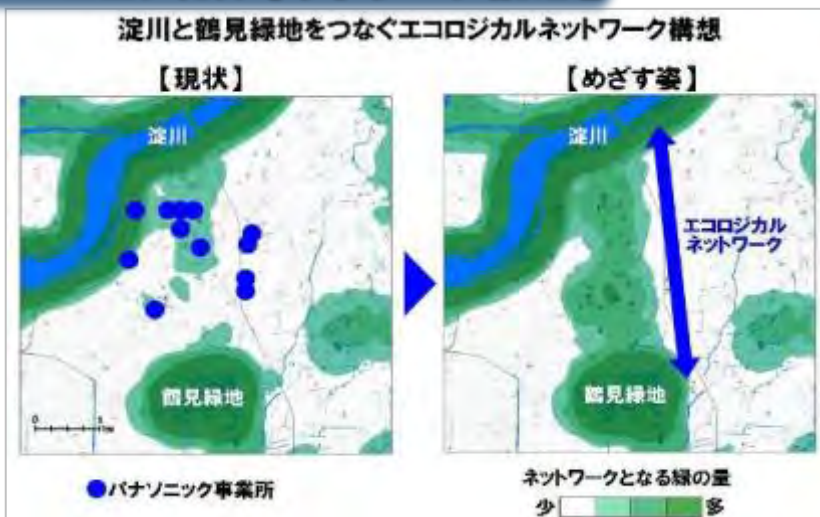 淀川と鶴見緑地をつなぐエコロジカルネットワーク構想
【現状】
【めざす姿】
淀川
鶴見緑地
0
●パナソニック事業所
淀川
エコロジカル
ネットワーク
鶴見緑地
ネットワークとなる緑の量
少
多